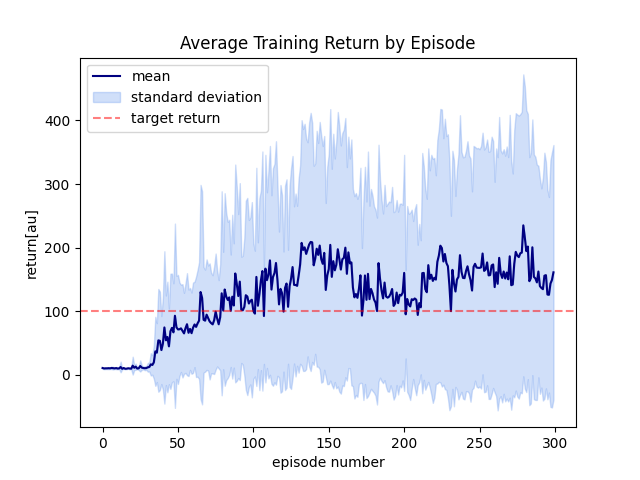 Average Training Return by Episode
mean
standard deviation
target return
return[au]
400
300
200
100
0
0 50 100 150 200 250 300
episode number